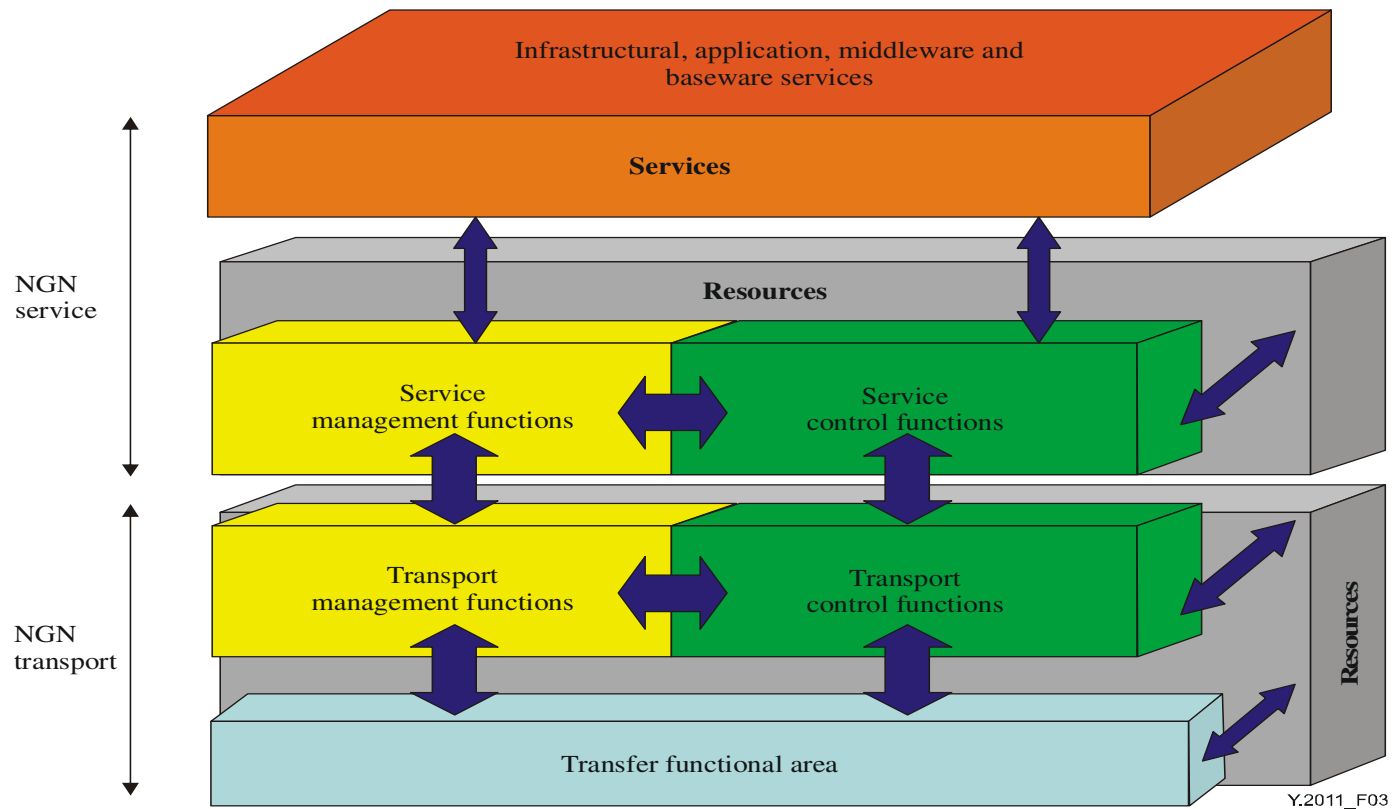 Infrastructural, application, middleware and
baseware services
Services
NGN
service
Resources
Service
management functions
Service
control functions
NGN
transport
Transport
management functions
Transport
control functions
Resources
Transfer functional area
Y.2011_F03